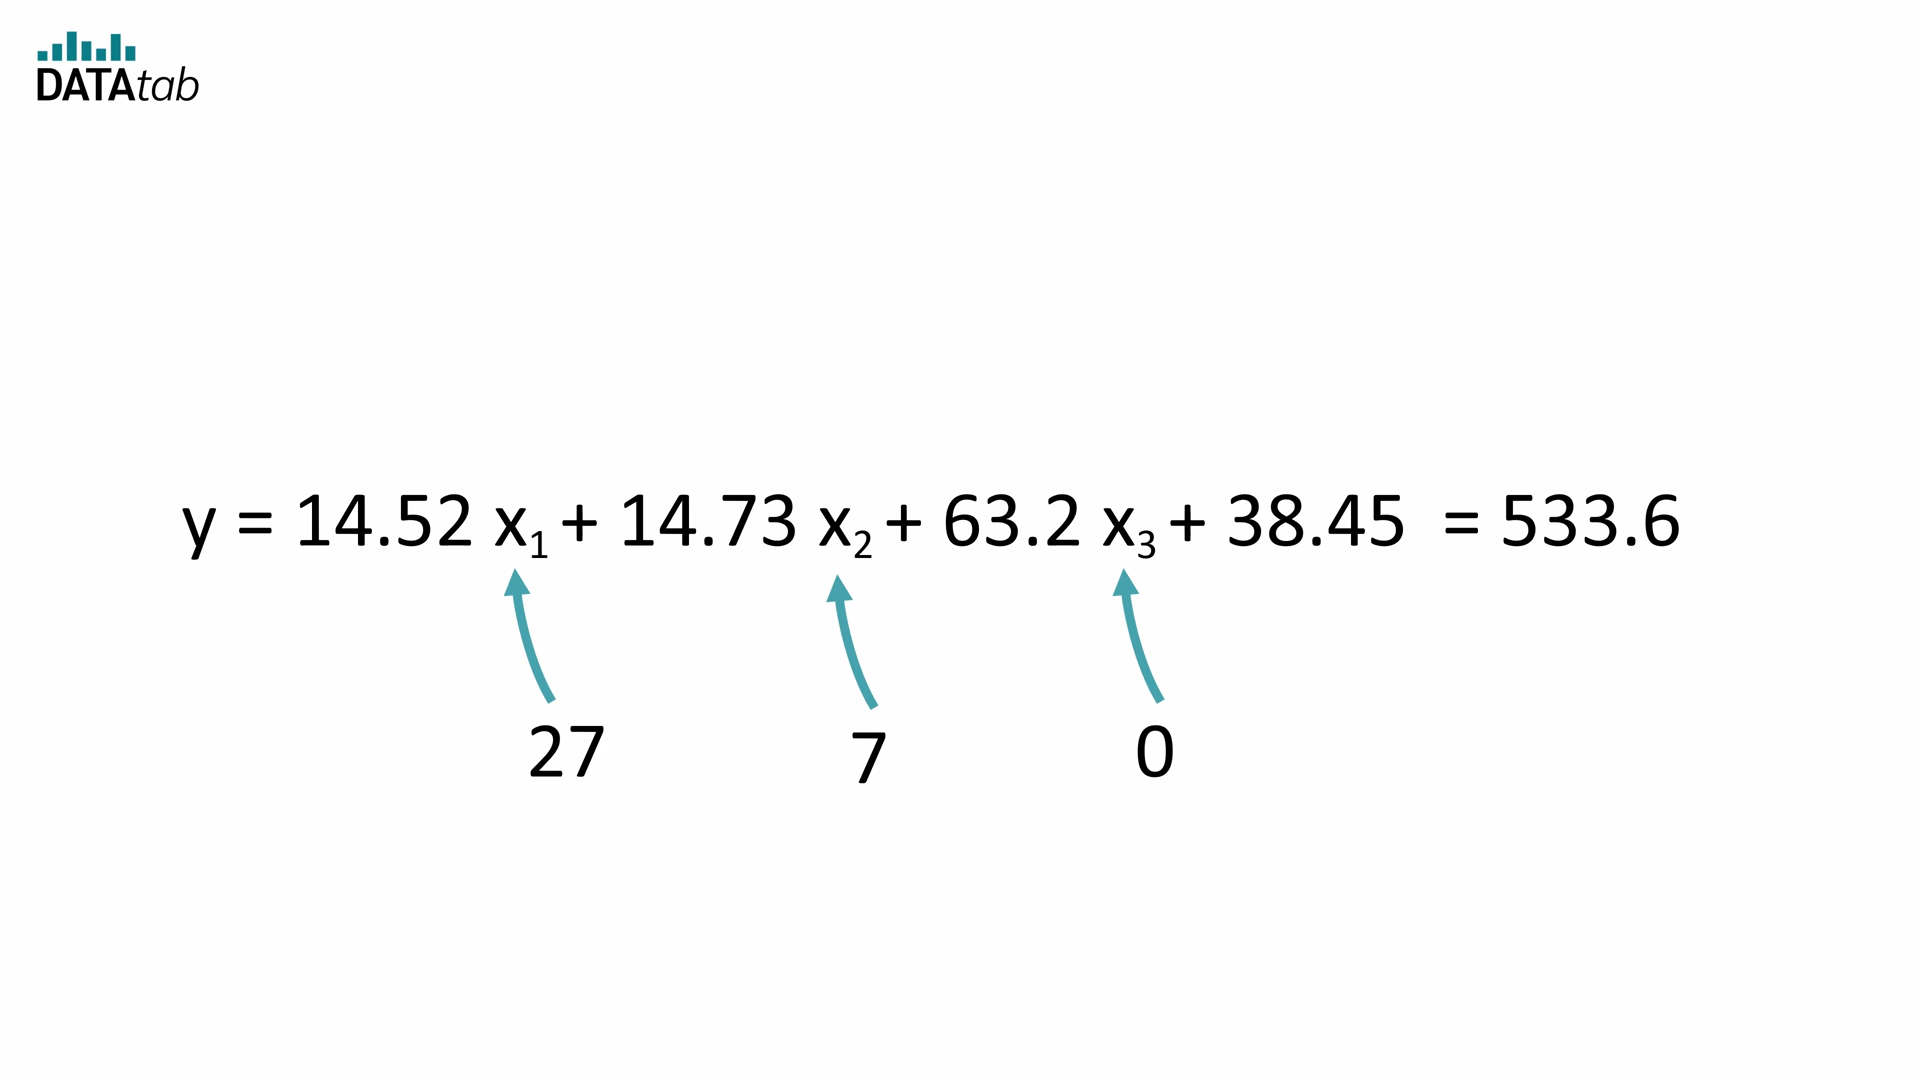 DATAtab
y = 14.52 x₁ + 14.73 x₂ + 63.2 x₃ + 38.45 = 533.6
27 7 0